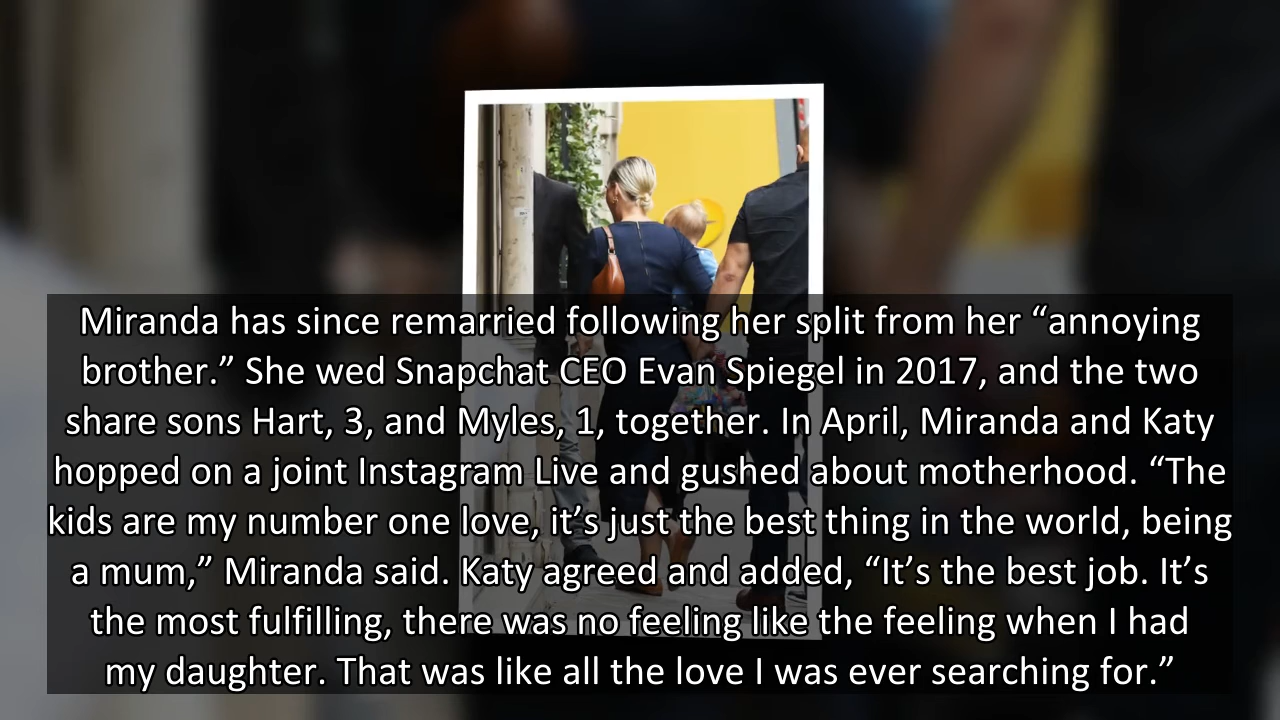 Miranda has since remarried following her split from her “annoying
brother.” She wed Snapchat CEO Evan Spiegel in 2017, and the two
share sons Hart, 3, and Myles, 1, together. In April, Miranda and Katy
hopped on a joint Instagram Live and gushed about motherhood. “The
kids are my number one love, it’s just the best thing in the world, being
a mum,” Miranda said. Katy agreed and added, “It’s the best job. It’s
the most fulfilling, there was no feeling like the feeling when I had
my daughter. That was like all the love I was ever searching for.”